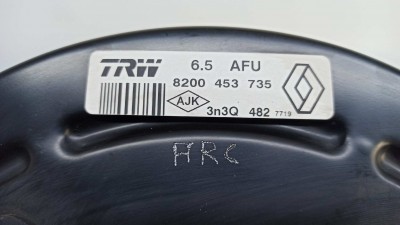 TRW 6.5 AFU
8200 453 735
AJK 3n3Q 482 7719
ARC